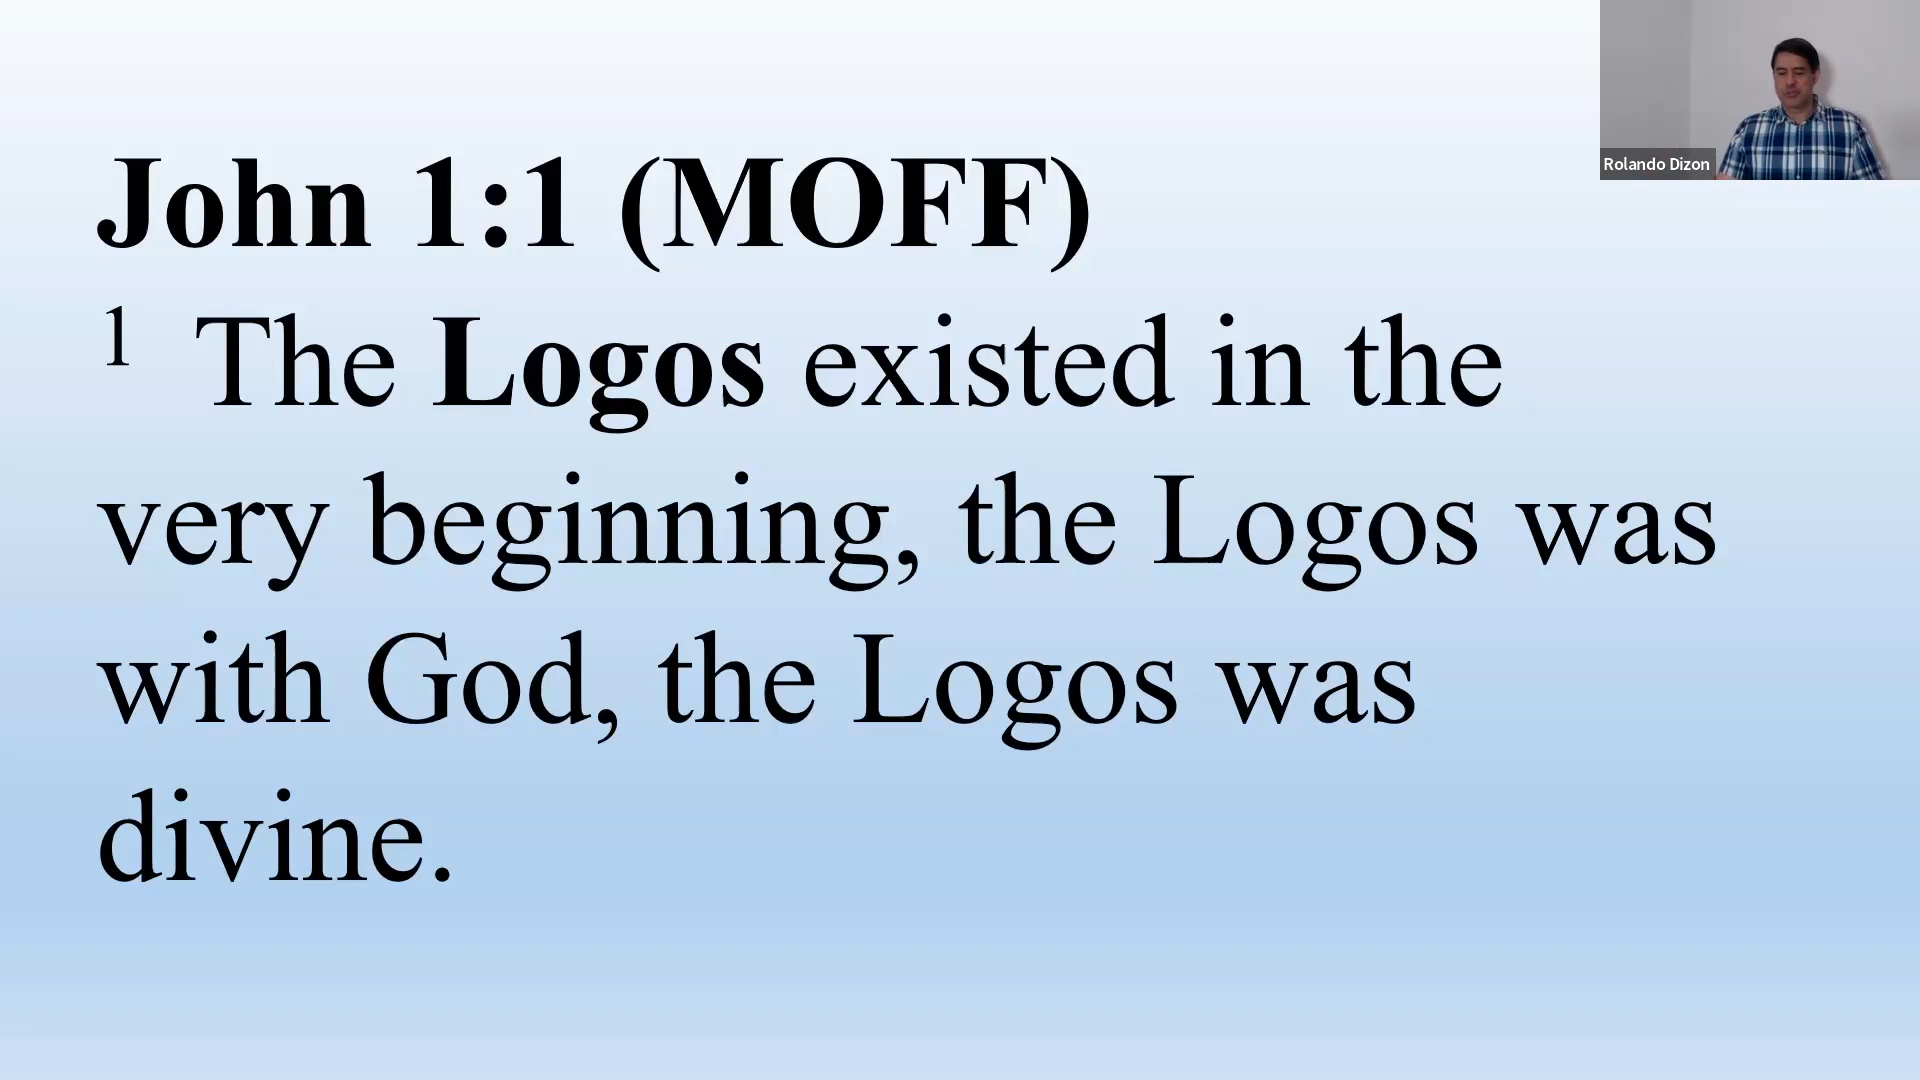 John 1:1 (MOFF)
1 The Logos existed in the
very beginning, the Logos was
with God, the Logos was
divine.
Rolando Dizon